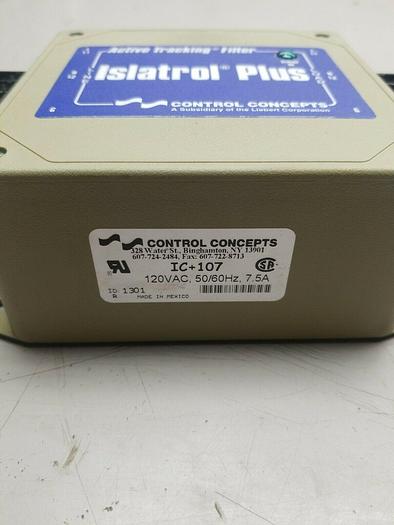 Active Tracking® Filter
Islatrol® Plus
CONTROL CONCEPTS
A Subsidiary of the Liebert Corporation
CONTROL CONCEPTS
328 Water St., Binghamton, NY 13901
607-724-2484, Fax: 607-722-8713
IC+107
120VAC, 50/60Hz, 7.5A
ID 1301
R MADE IN MEXICO